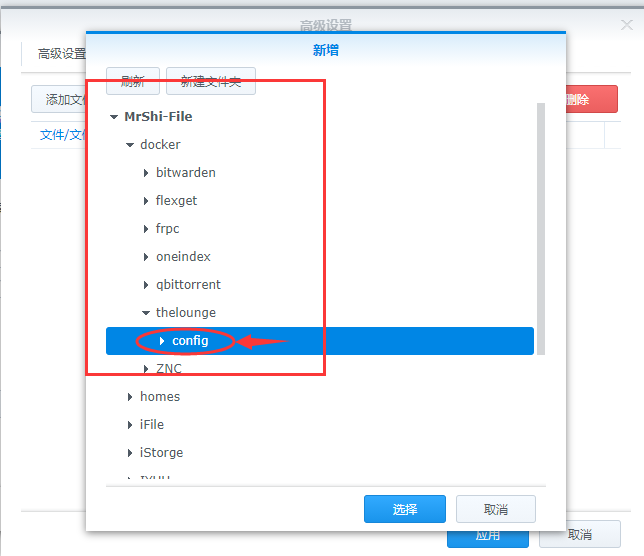 高级设置
高级设置
新增
刷新
新建文件夹
添加文
删除
文件/文
MrShi-File
docker
bitwarden
flexget
frpc
oneindex
qbittorrent
thelounge
config
ZNC
homes
iFile
iStorge
选择
取消
应用
取消